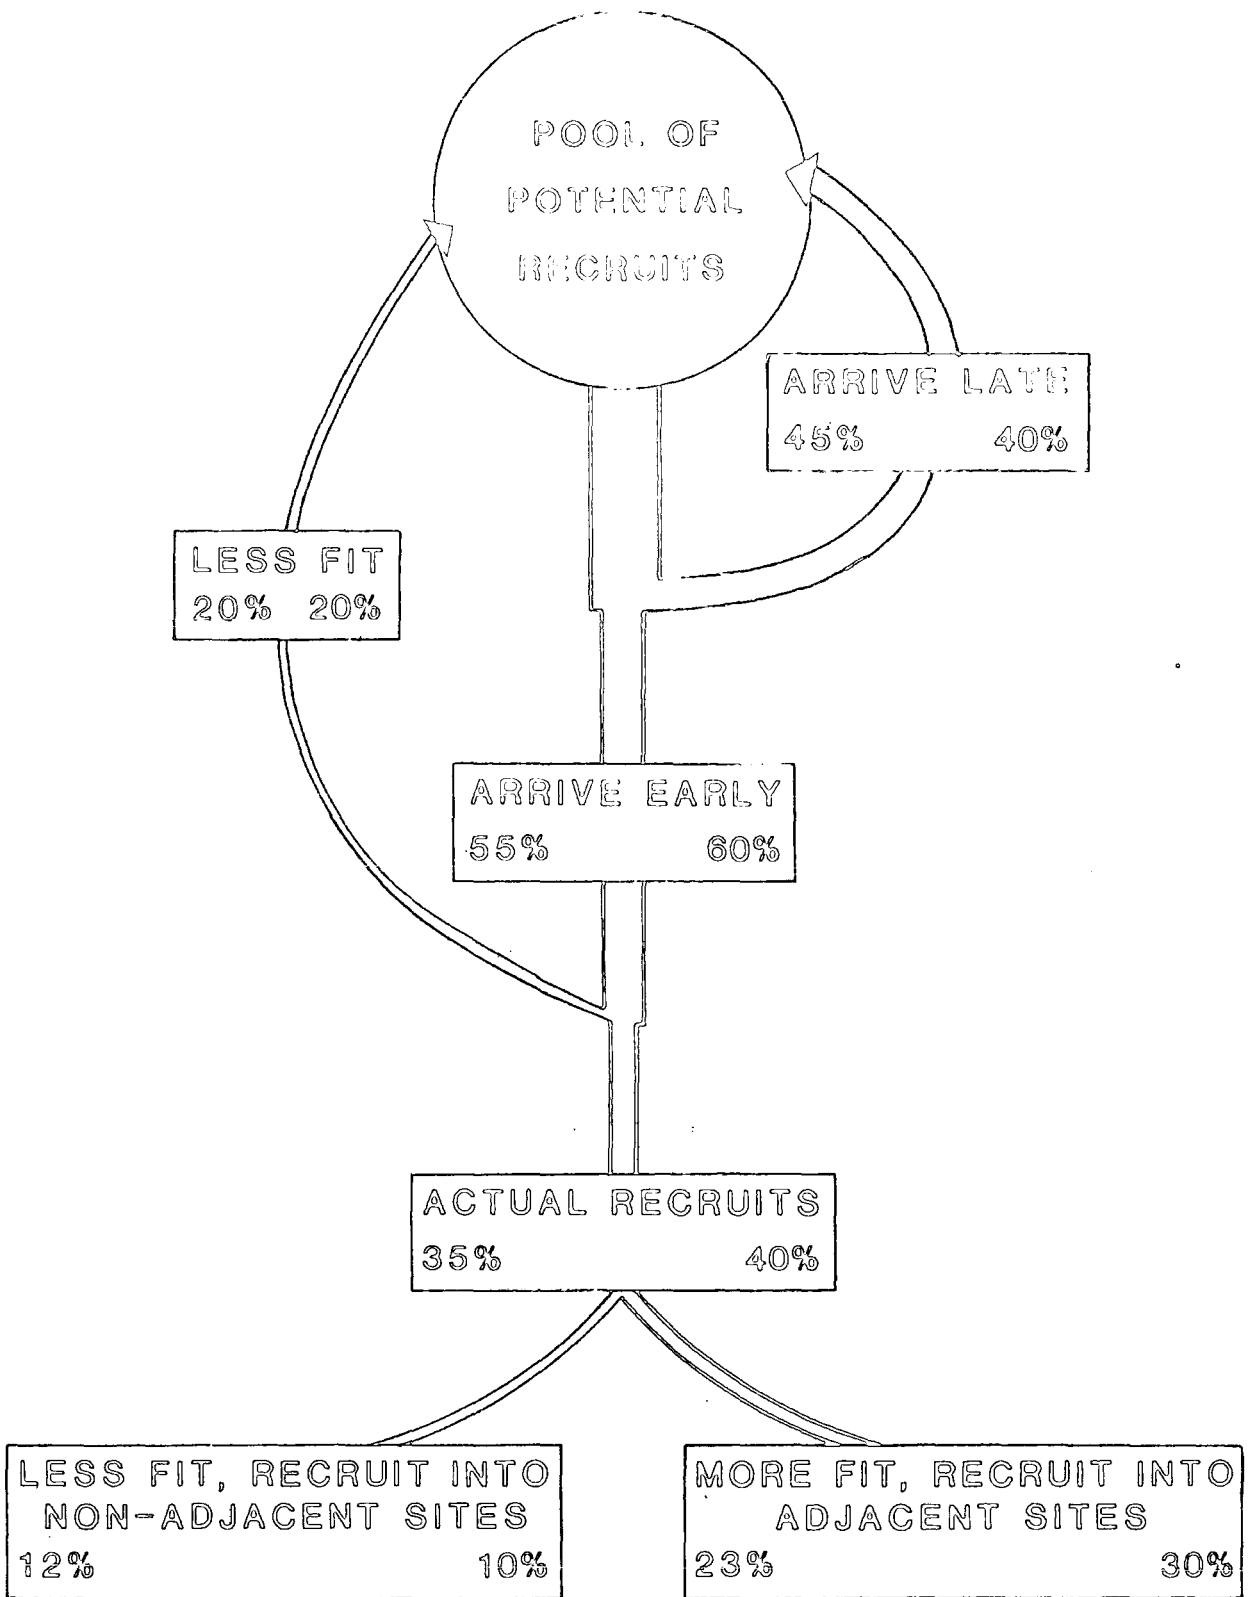 POOL OF
POTENTIAL
RECRUITS
ARRIVE LATE
45% 40%
LESS FIT
20% 20%
ARRIVE EARLY
55% 60%
ACTUAL RECRUITS
35% 40%
LESS FIT, RECRUIT INTO
NON-ADJACENT SITES
12% 10%
MORE FIT, RECRUIT INTO
ADJACENT SITES
23% 30%